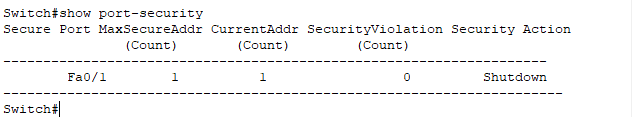 Switch#show port-security
Secure Port MaxSecureAddr CurrentAddr SecurityViolation Security Action
(Count) (Count) (Count)
--------------------------------------------------------------------
Fa0/1 1 1 0 Shutdown
----------------------------------------------------------------------
Switch#